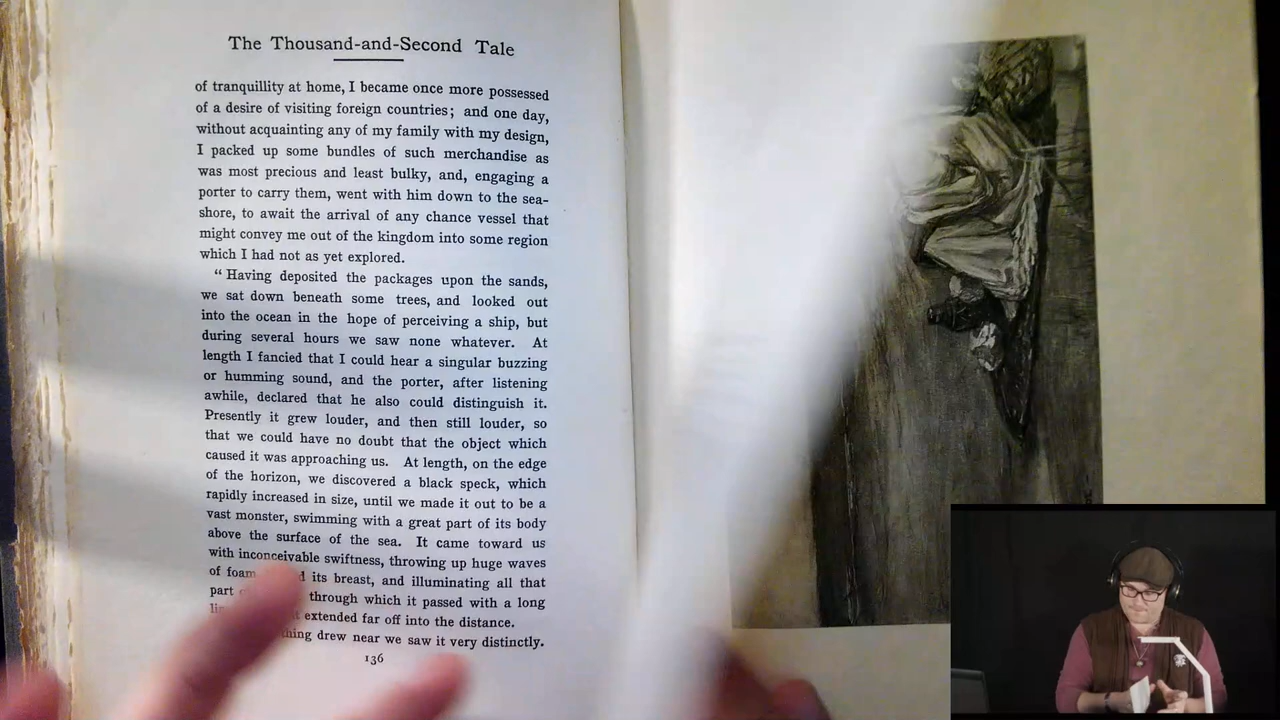 The Thousand-and-Second Tale
of tranquillity at home, I became once more possessed
of a desire of visiting foreign countries; and one day,
without acquainting any of my family with my design,
I packed up some bundles of such merchandise as
was most precious and least bulky, and, engaging a
porter to carry them, went with him down to the sea-
shore, to await the arrival of any chance vessel that
might convey me out of the kingdom into some region
which I had not as yet explored.
“ Having deposited the packages upon the sands,
we sat down beneath some trees, and looked out
into the ocean in the hope of perceiving a ship, but
during several hours we saw none whatever. At
length I fancied that I could hear a singular buzzing
or humming sound, and the porter, after listening
awhile, declared that he also could distinguish it.
Presently it grew louder, and then still louder, so
that we could have no doubt that the object which
caused it was approaching us. At length, on the edge
of the horizon, we discovered a black speck, which
rapidly increased in size, until we made it out to be a
vast monster, swimming with a great part of its body
above the surface of the sea. It came toward us
with inconceivable swiftness, throwing up huge waves
of foam its breast, and illuminating all that
part through which it passed with a long
extended far off into the distance.
drew near we saw it very distinctly.
136